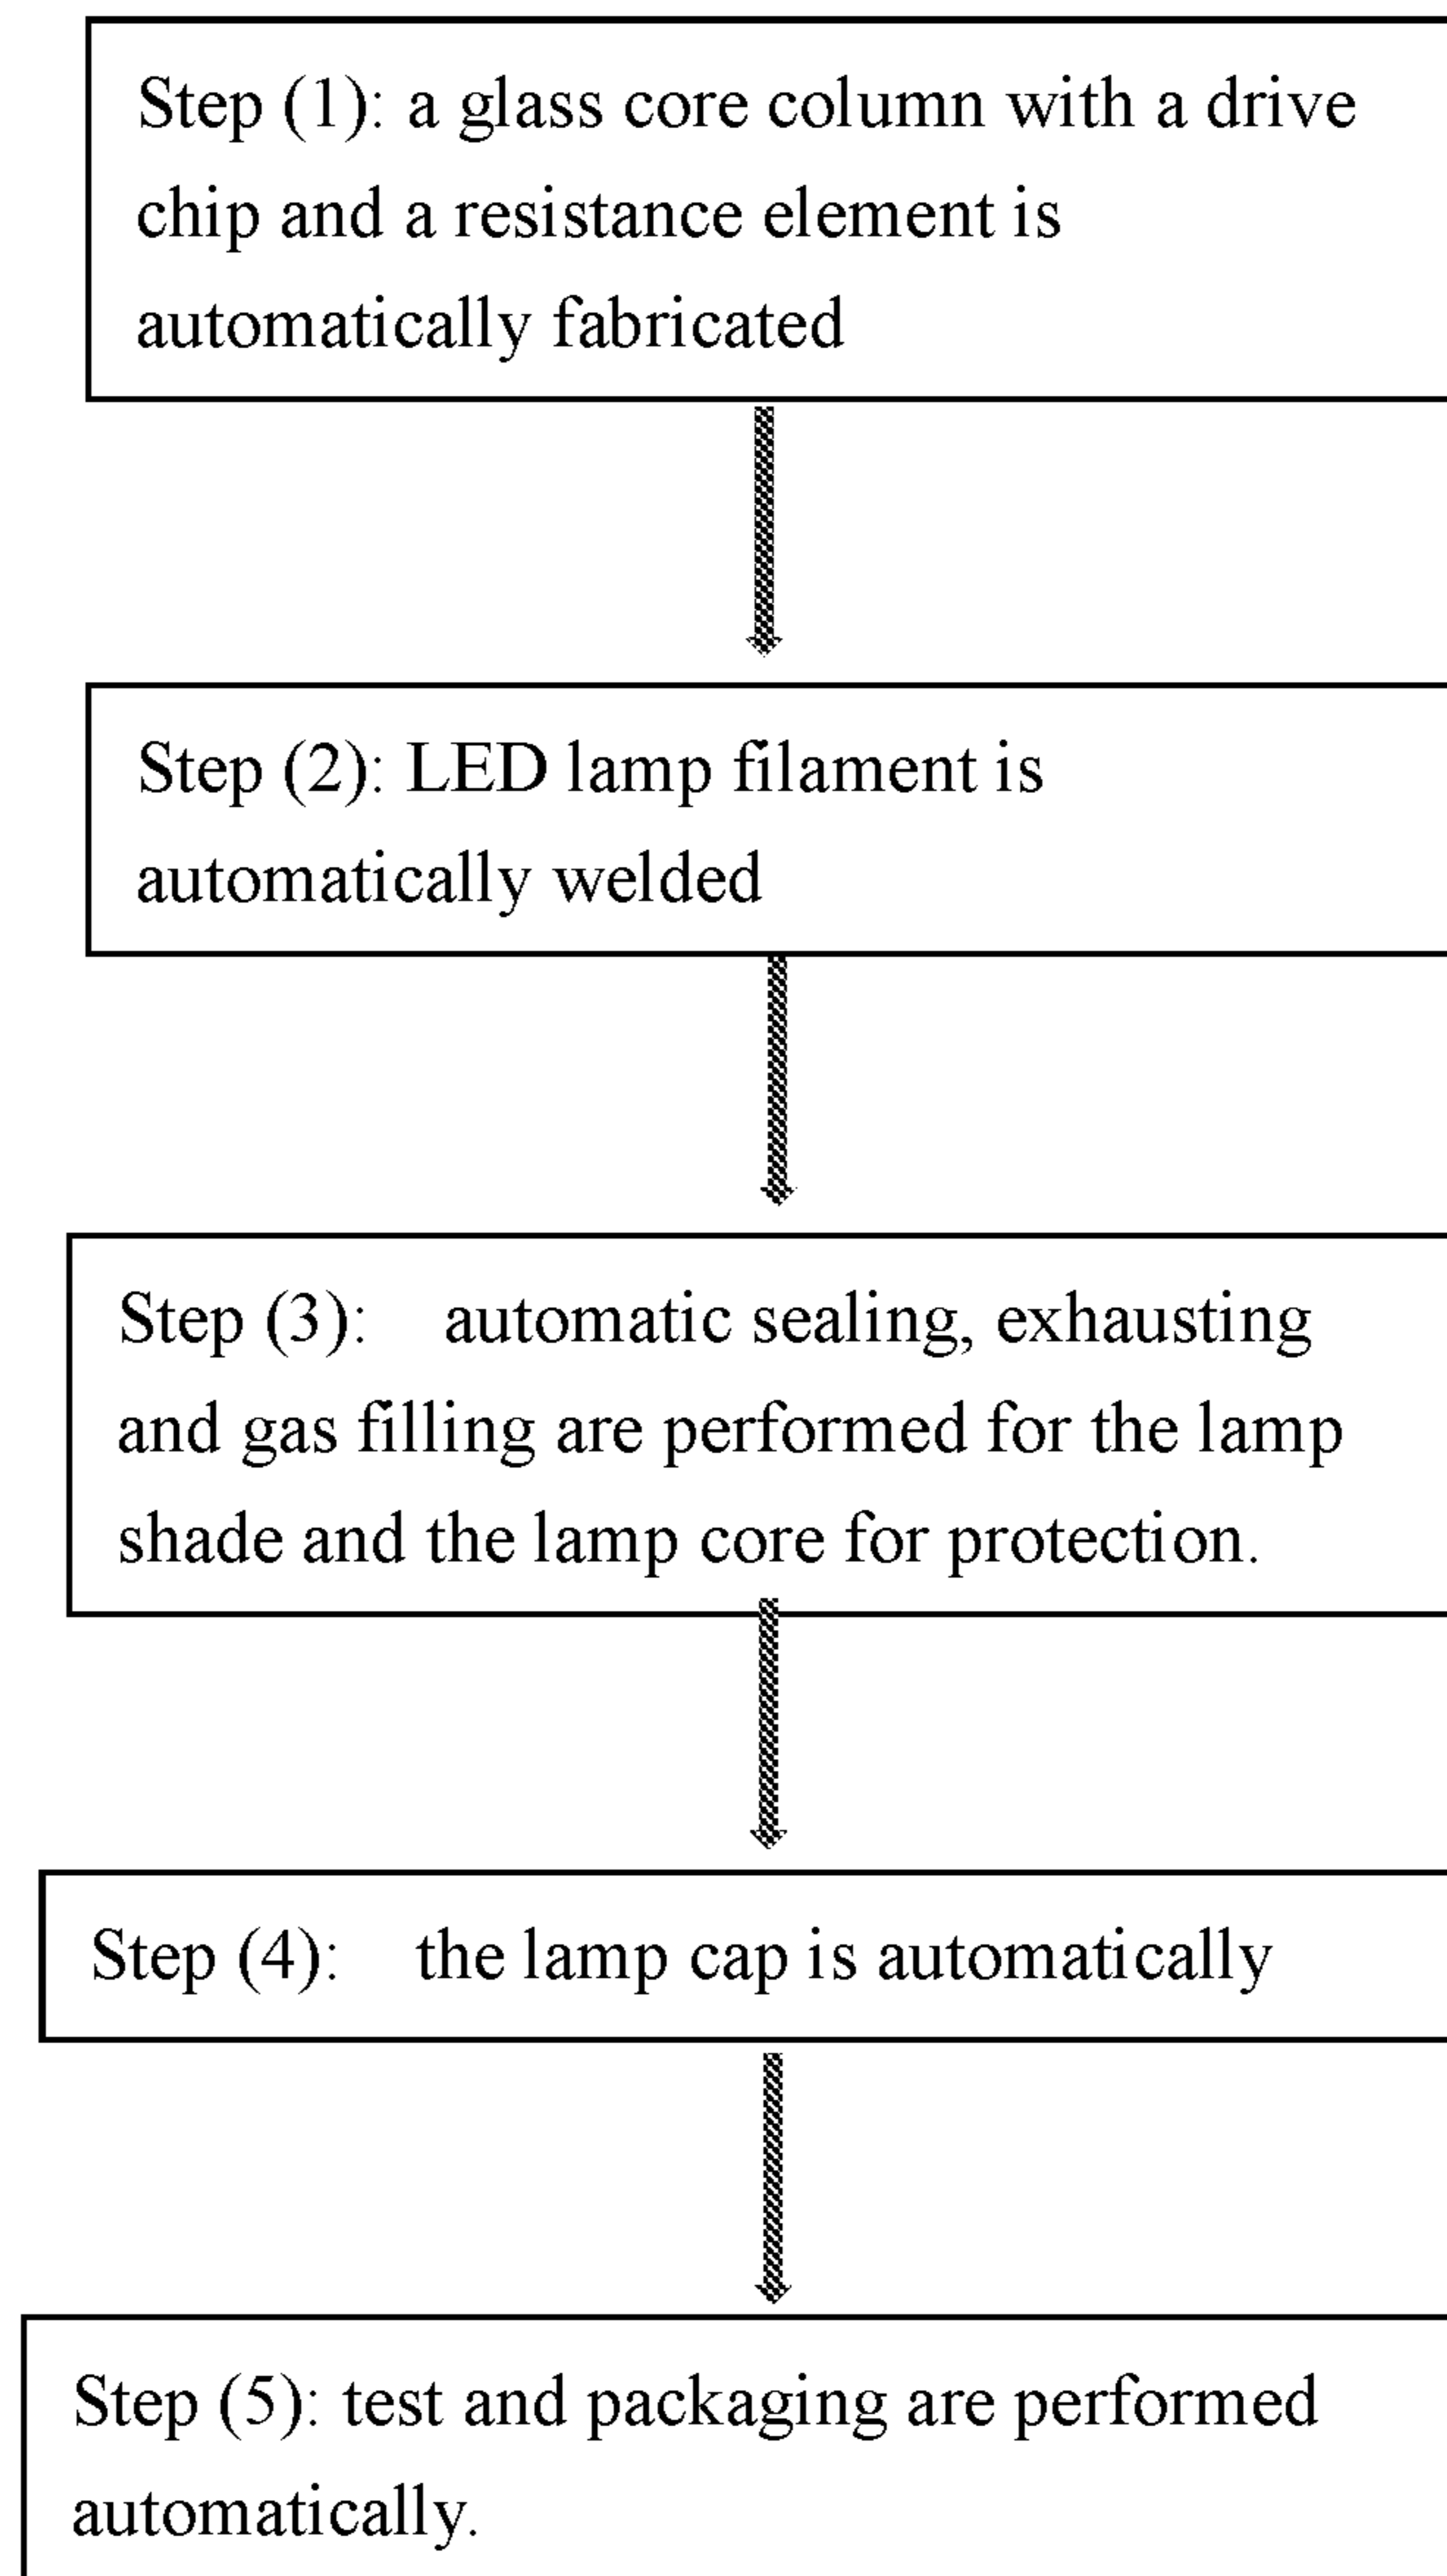 Step (1): a glass core column with a drive
chip and a resistance element is
automatically fabricated
Step (2): LED lamp filament is
automatically welded
Step (3): automatic sealing, exhausting
and gas filling are performed for the lamp
shade and the lamp core for protection.
Step (4): the lamp cap is automatically
Step (5): test and packaging are performed
automatically.